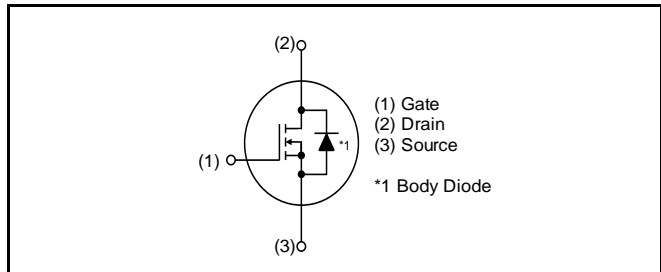 (2)
(1) Gate
(2) Drain
(3) Source
*1
(1)
*1 Body Diode
(3)